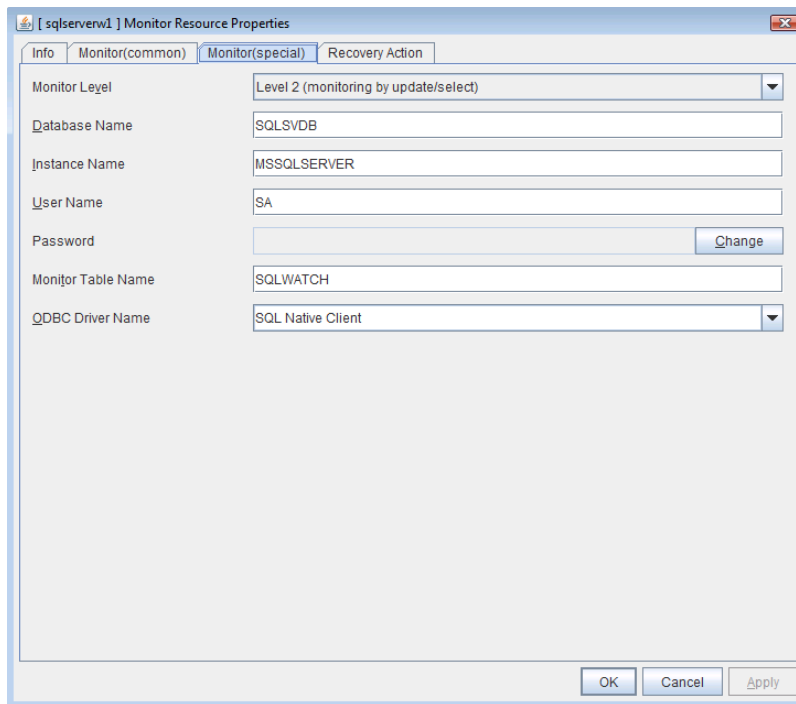 [ sqlserverw1 ] Monitor Resource Properties
Info Monitor(common) Monitor(special) Recovery Action
Monitor Level Level 2 (monitoring by update/select)
Database Name SQLSVDB
Instance Name MSSQLSERVER
User Name SA
Password Change
Monitor Table Name SQLWATCH
ODBC Driver Name SQL Native Client
OK Cancel Apply